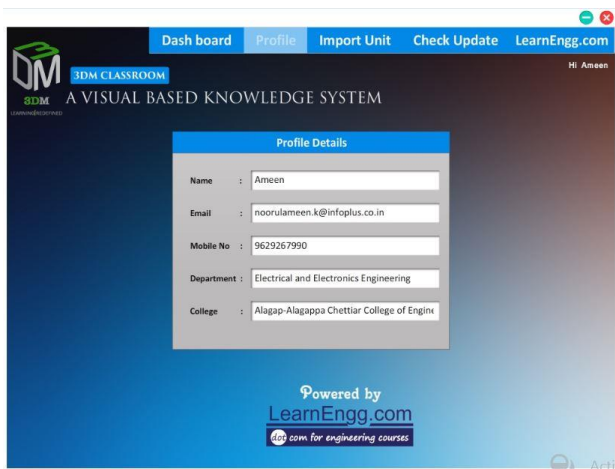 Dash board Profile Import Unit Check Update LearnEngg.com
Hi Ameen
3DM CLASSROOM
3DM
A VISUAL BASED KNOWLEDGE SYSTEM
Profile Details
Name : Ameen
Email : noorulameen.k@infoplus.co.in
Mobile No : 9629267990
Department : Electrical and Electronics Engineering
College : Alagap-Alagappa Chettiar College of Engine
Powered by
LearnEngg.com
dot com for engineering courses
Acti